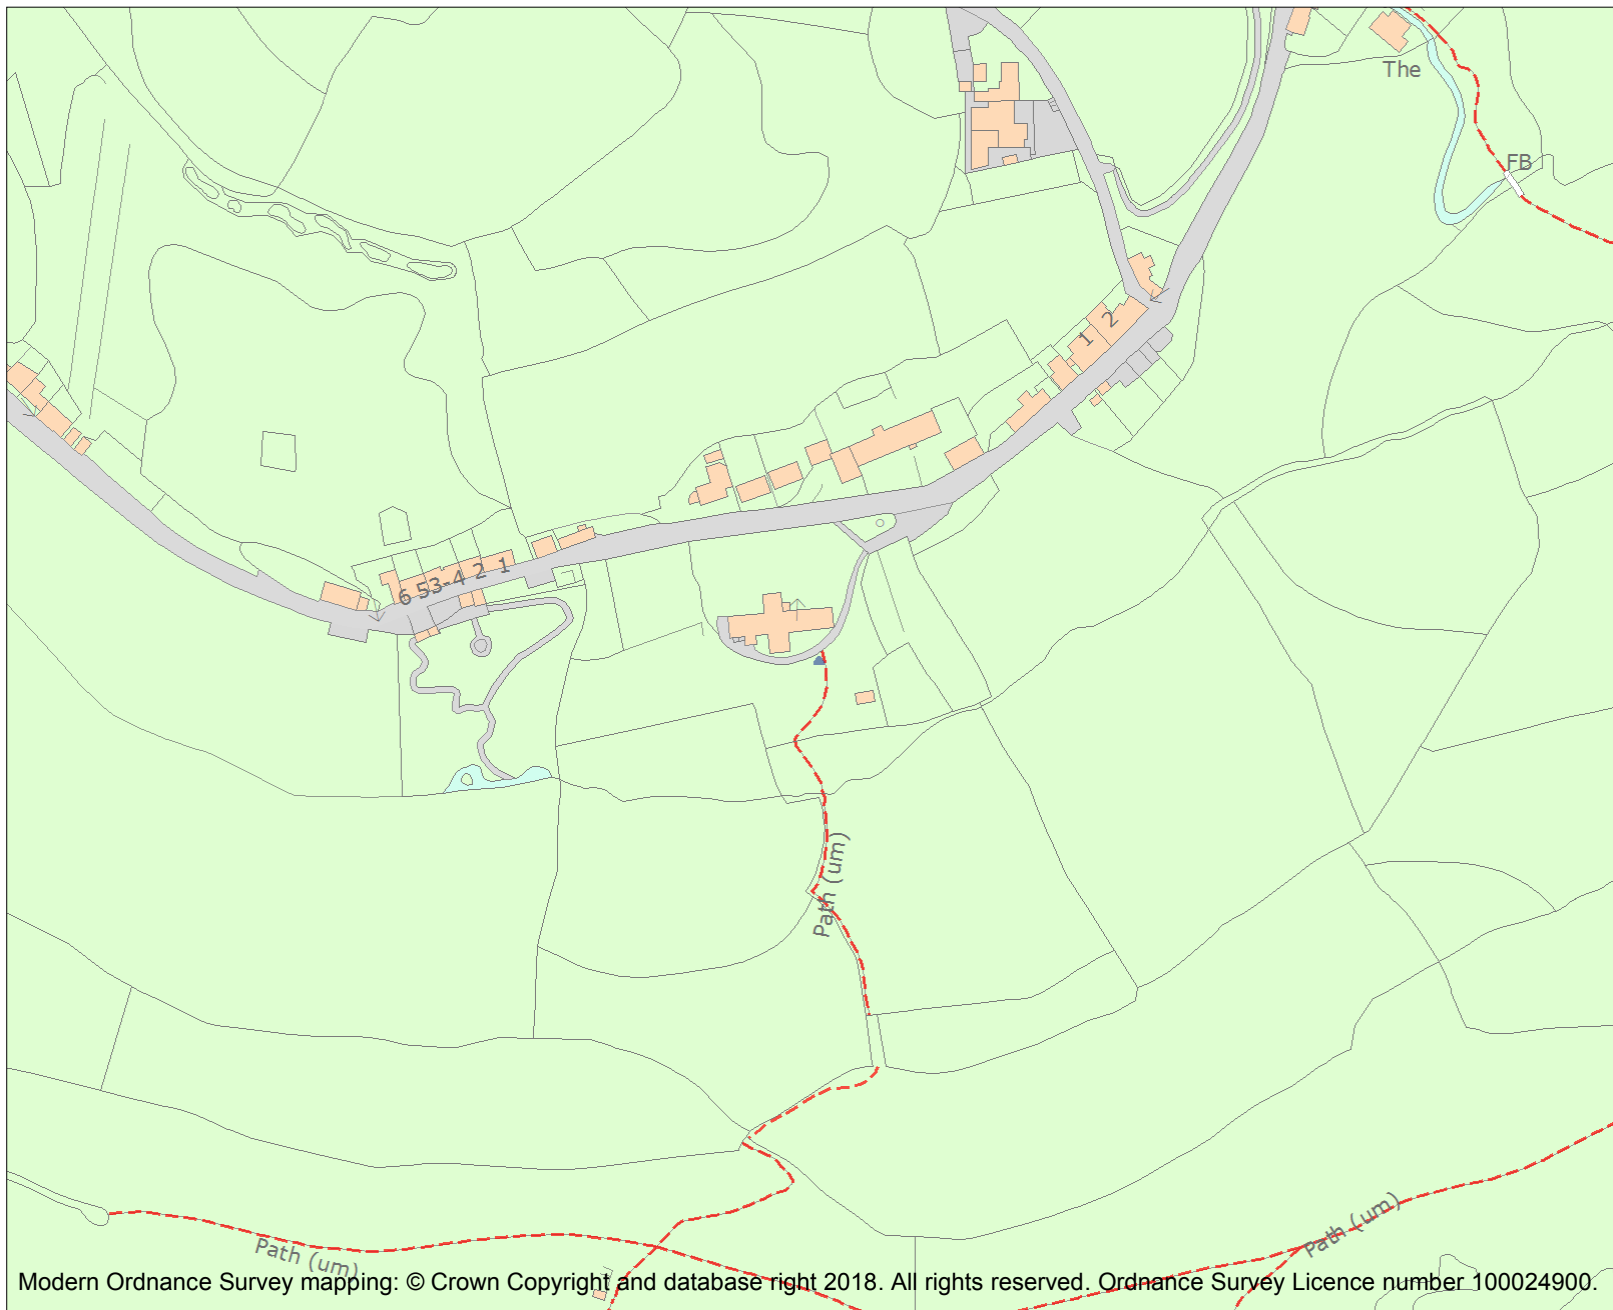 The
FB
1 2
6 5 3-4 2 1
Path (um)
Path (um)
Path (um)
Modern Ordnance Survey mapping: © Crown Copyright and database right 2018. All rights reserved. Ordnance Survey Licence number 100024900.